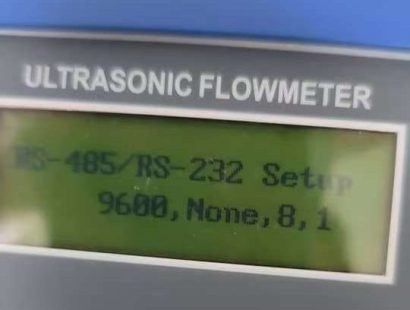 ULTRASONIC FLOWMETER
RS-485/RS-232 Setup
9600,None,8,1